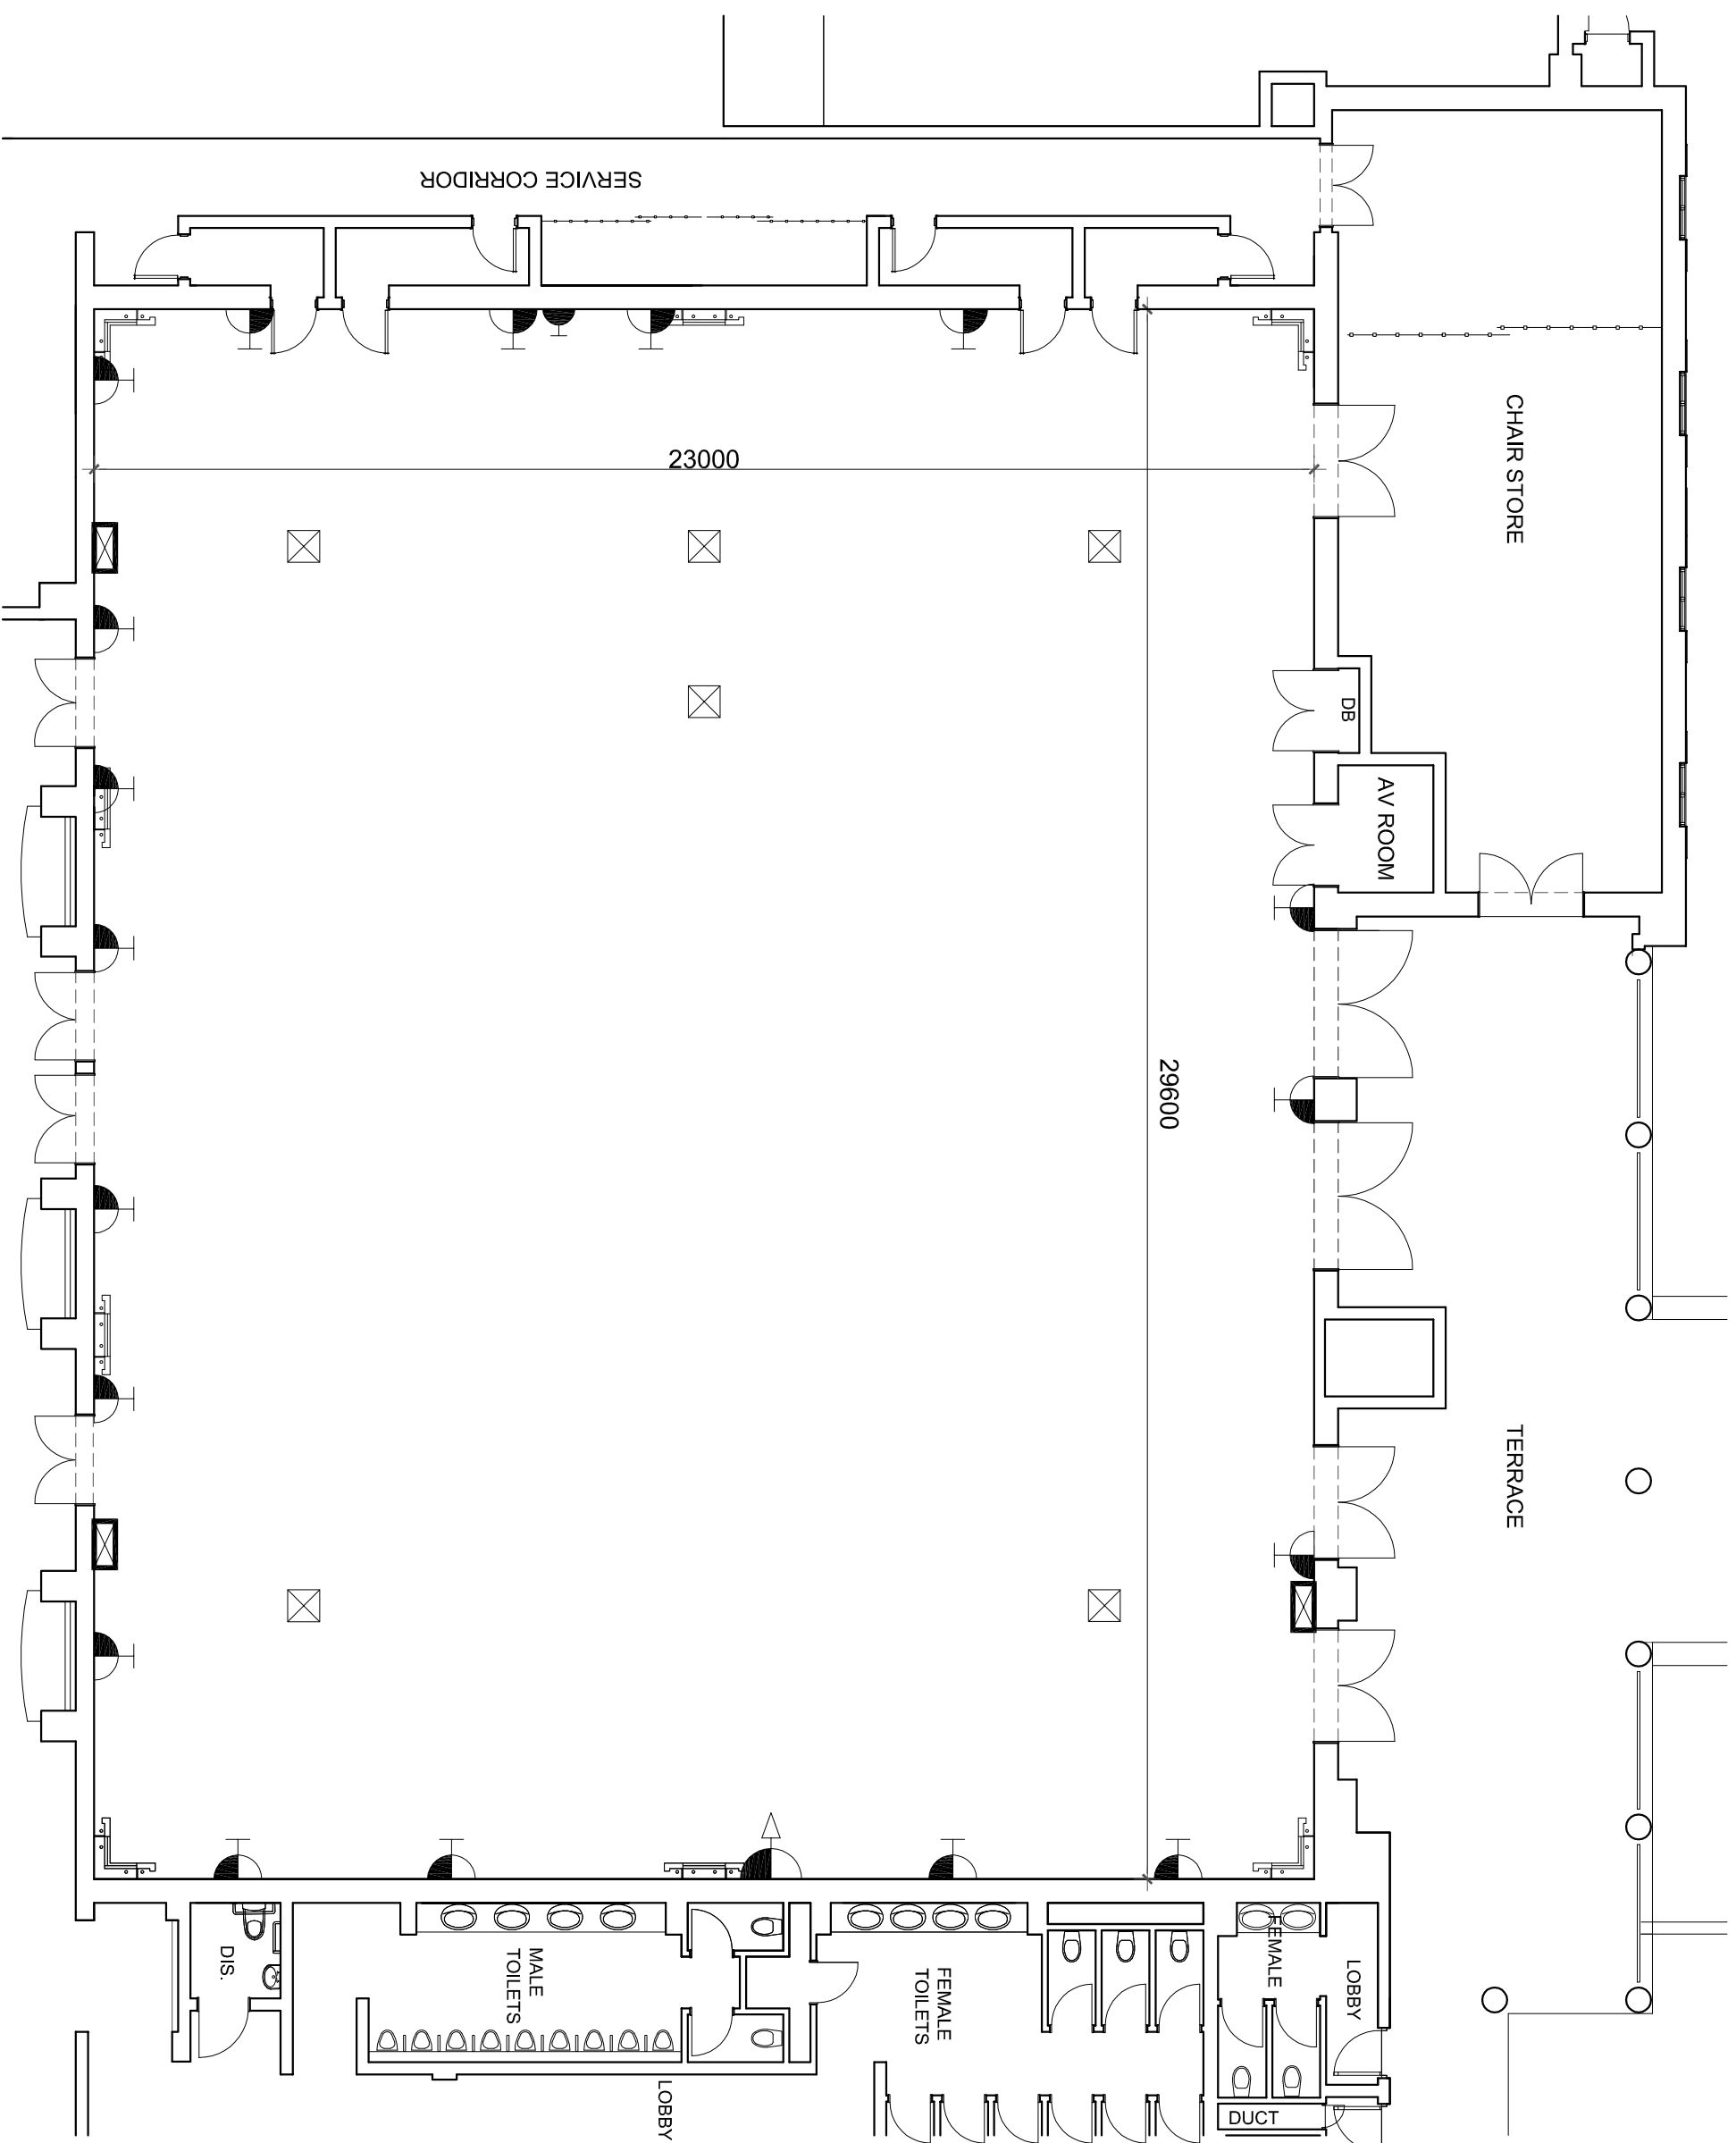 SERVICE CORRIDOR
CHAIR STORE
23000
DB
AV ROOM
29600
TERRACE
DIS.
MALE
TOILETS
FEMALE
TOILETS
FEMALE
LOBBY
LOBBY
DUCT